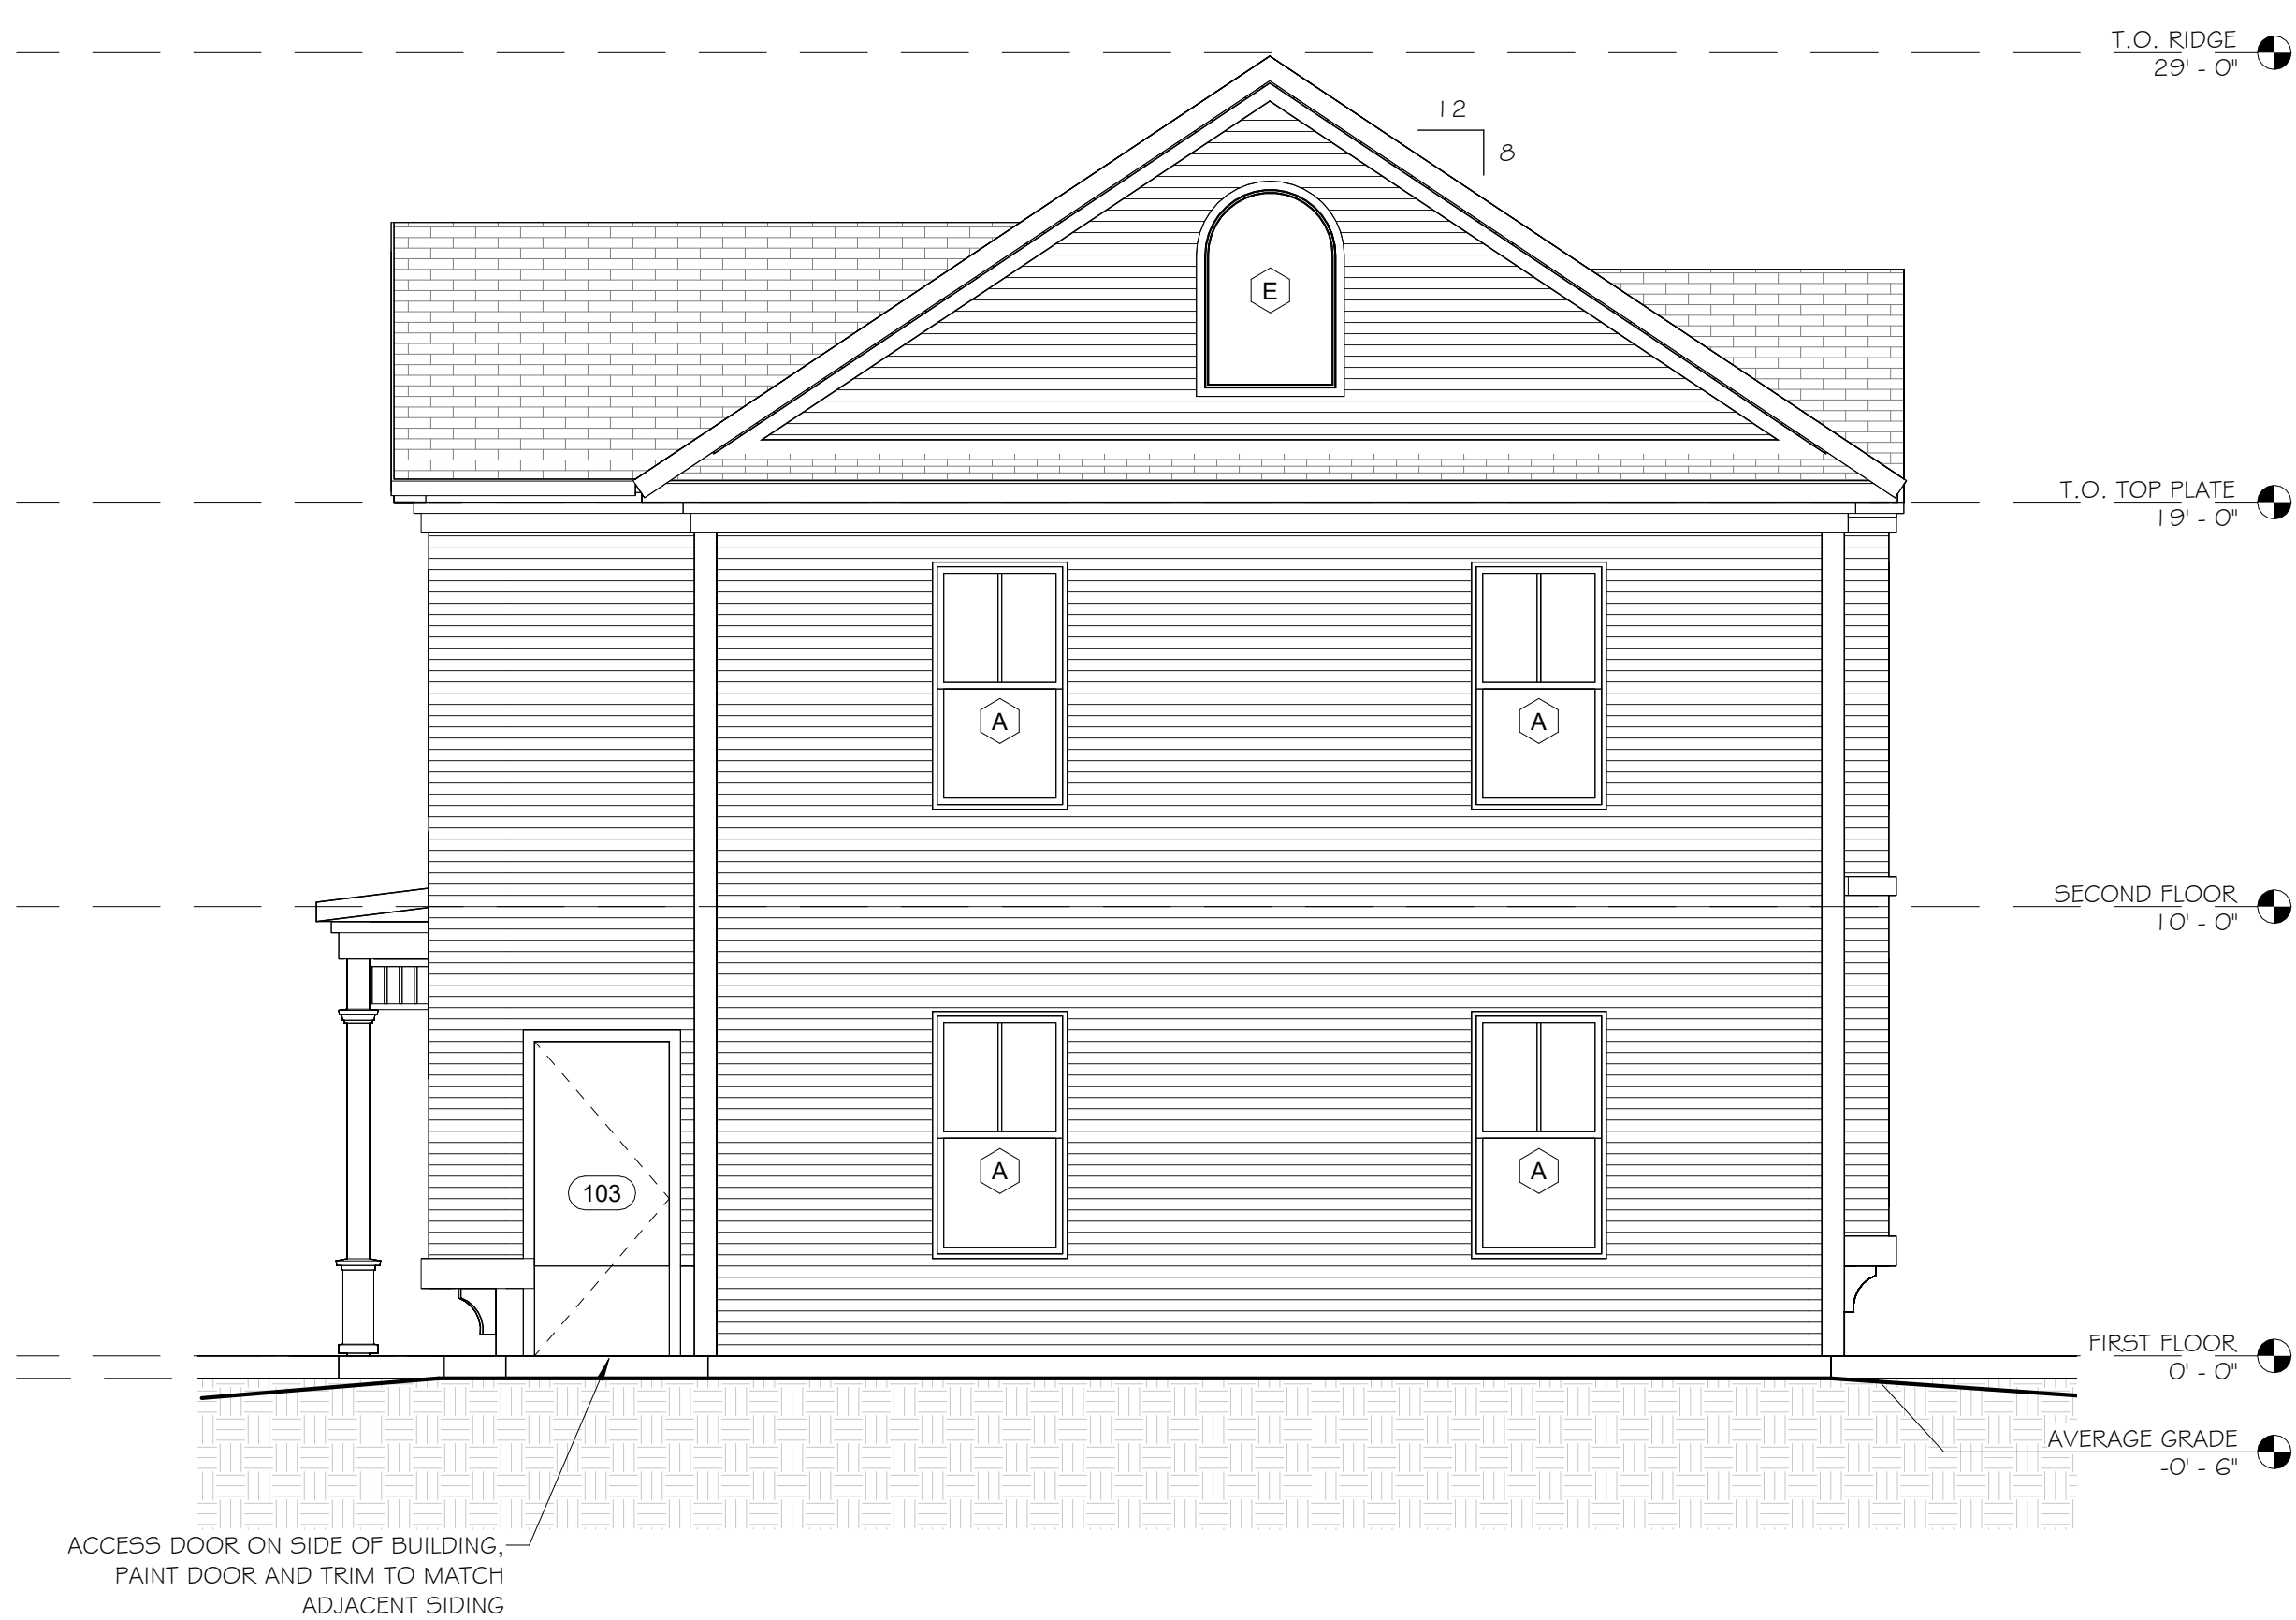 T.O. RIDGE
29' - 0"
12
8
E
T.O. TOP PLATE
19' - 0"
A
A
SECOND FLOOR
10' - 0"
A
A
103
FIRST FLOOR
0' - 0"
AVERAGE GRADE
-0' - 6"
ACCESS DOOR ON SIDE OF BUILDING,
PAINT DOOR AND TRIM TO MATCH
ADJACENT SIDING